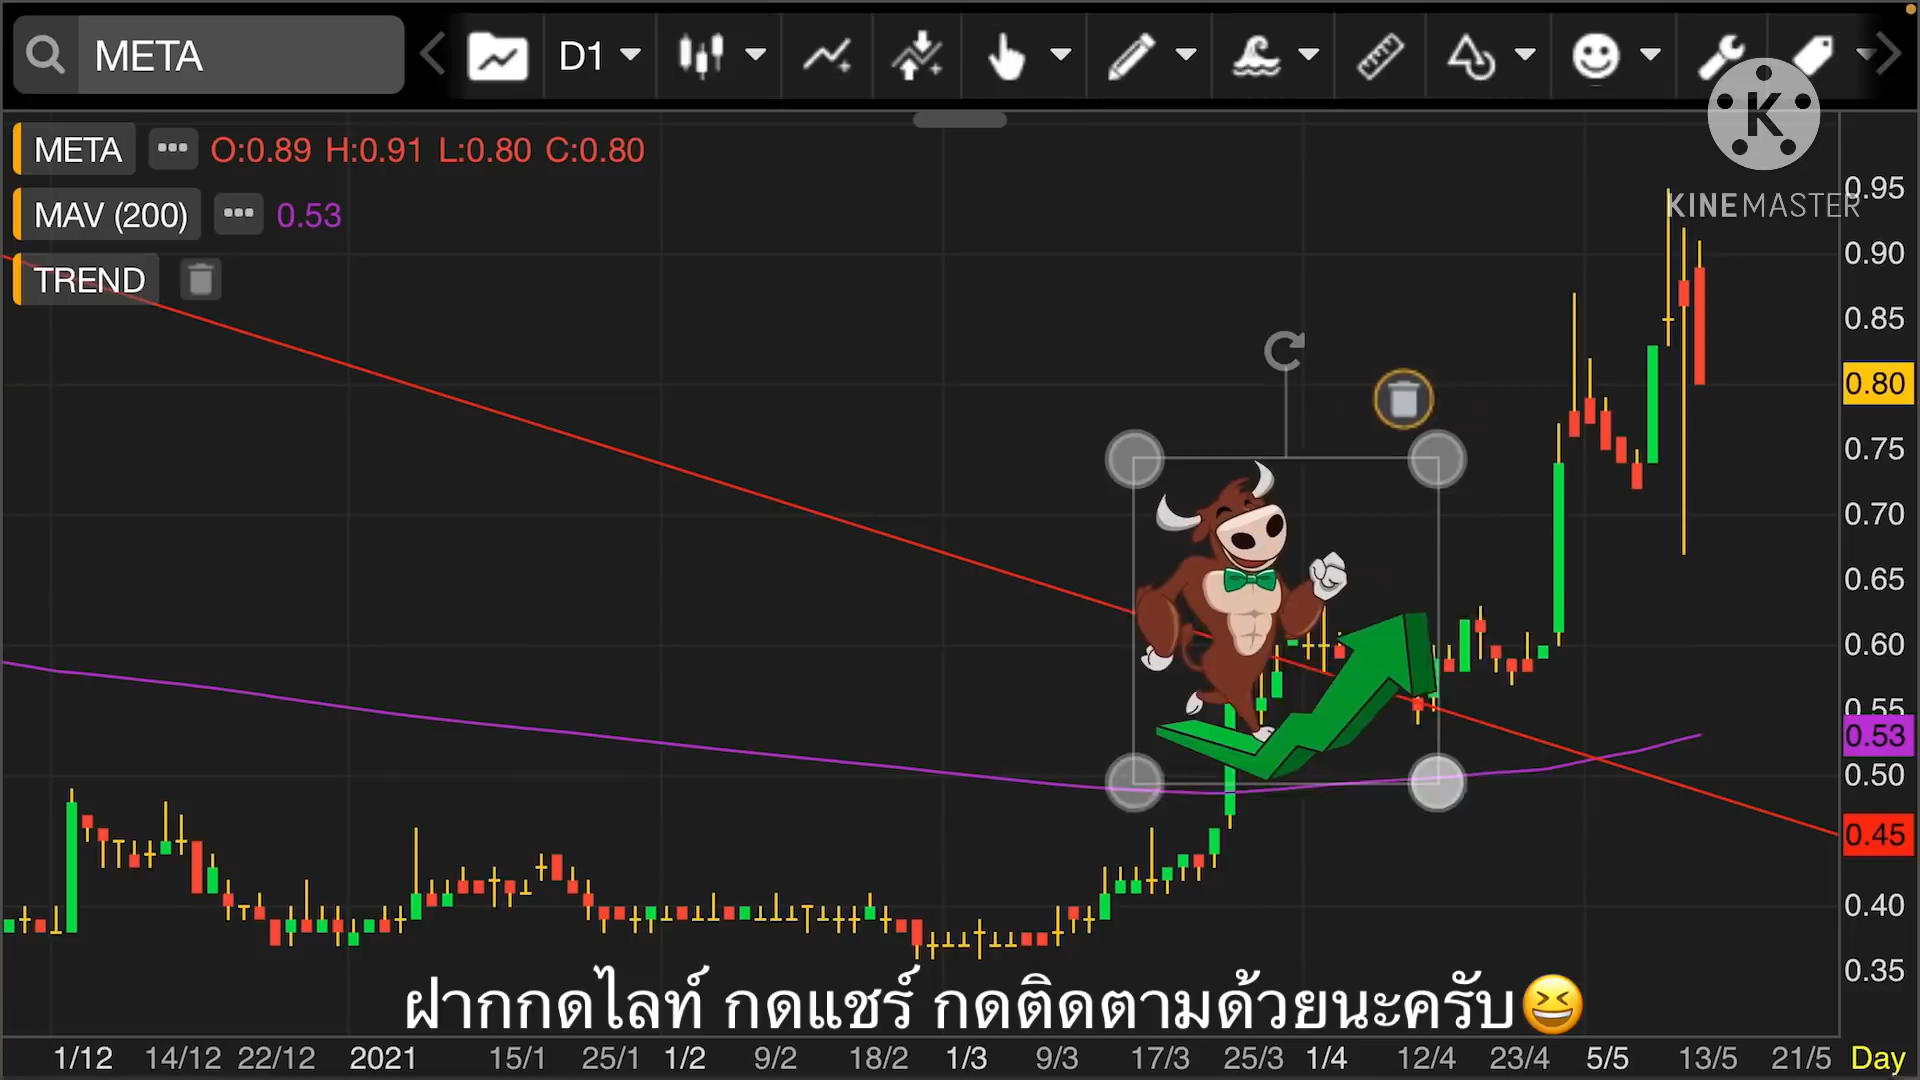 META D1
K
KINEMASTER
META ••• O:0.89 H:0.91 L:0.80 C:0.80
MAV (200) ••• 0.53
TREND
0.95
0.90
0.85
0.80
0.75
0.70
0.65
0.60
0.55
0.53
0.50
0.45
0.40
0.35
ฝากกดไลท์ กดแชร์ กดติดตามด้วยนะครับ😆
1/12 14/12 22/12 2021 15/1 25/1 1/2 9/2 18/2 1/3 9/3 17/3 25/3 1/4 12/4 23/4 5/5 13/5 21/5 Day